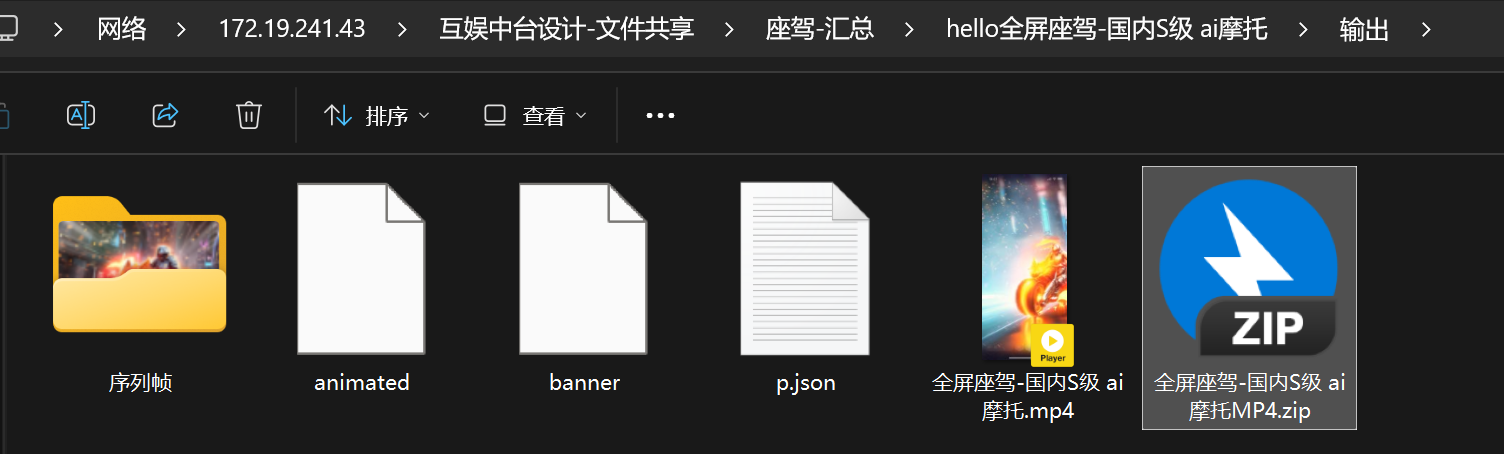 网络 172.19.241.43 互娱中台设计-文件共享 座驾-汇总 hello全屏座驾-国内S级 ai摩托 输出
A 排序 查看
Player
ZIP
序列帧 animated banner p.json 全屏座驾-国内S级 ai 全屏座驾-国内S级 ai
摩托.mp4 摩托MP4.zip